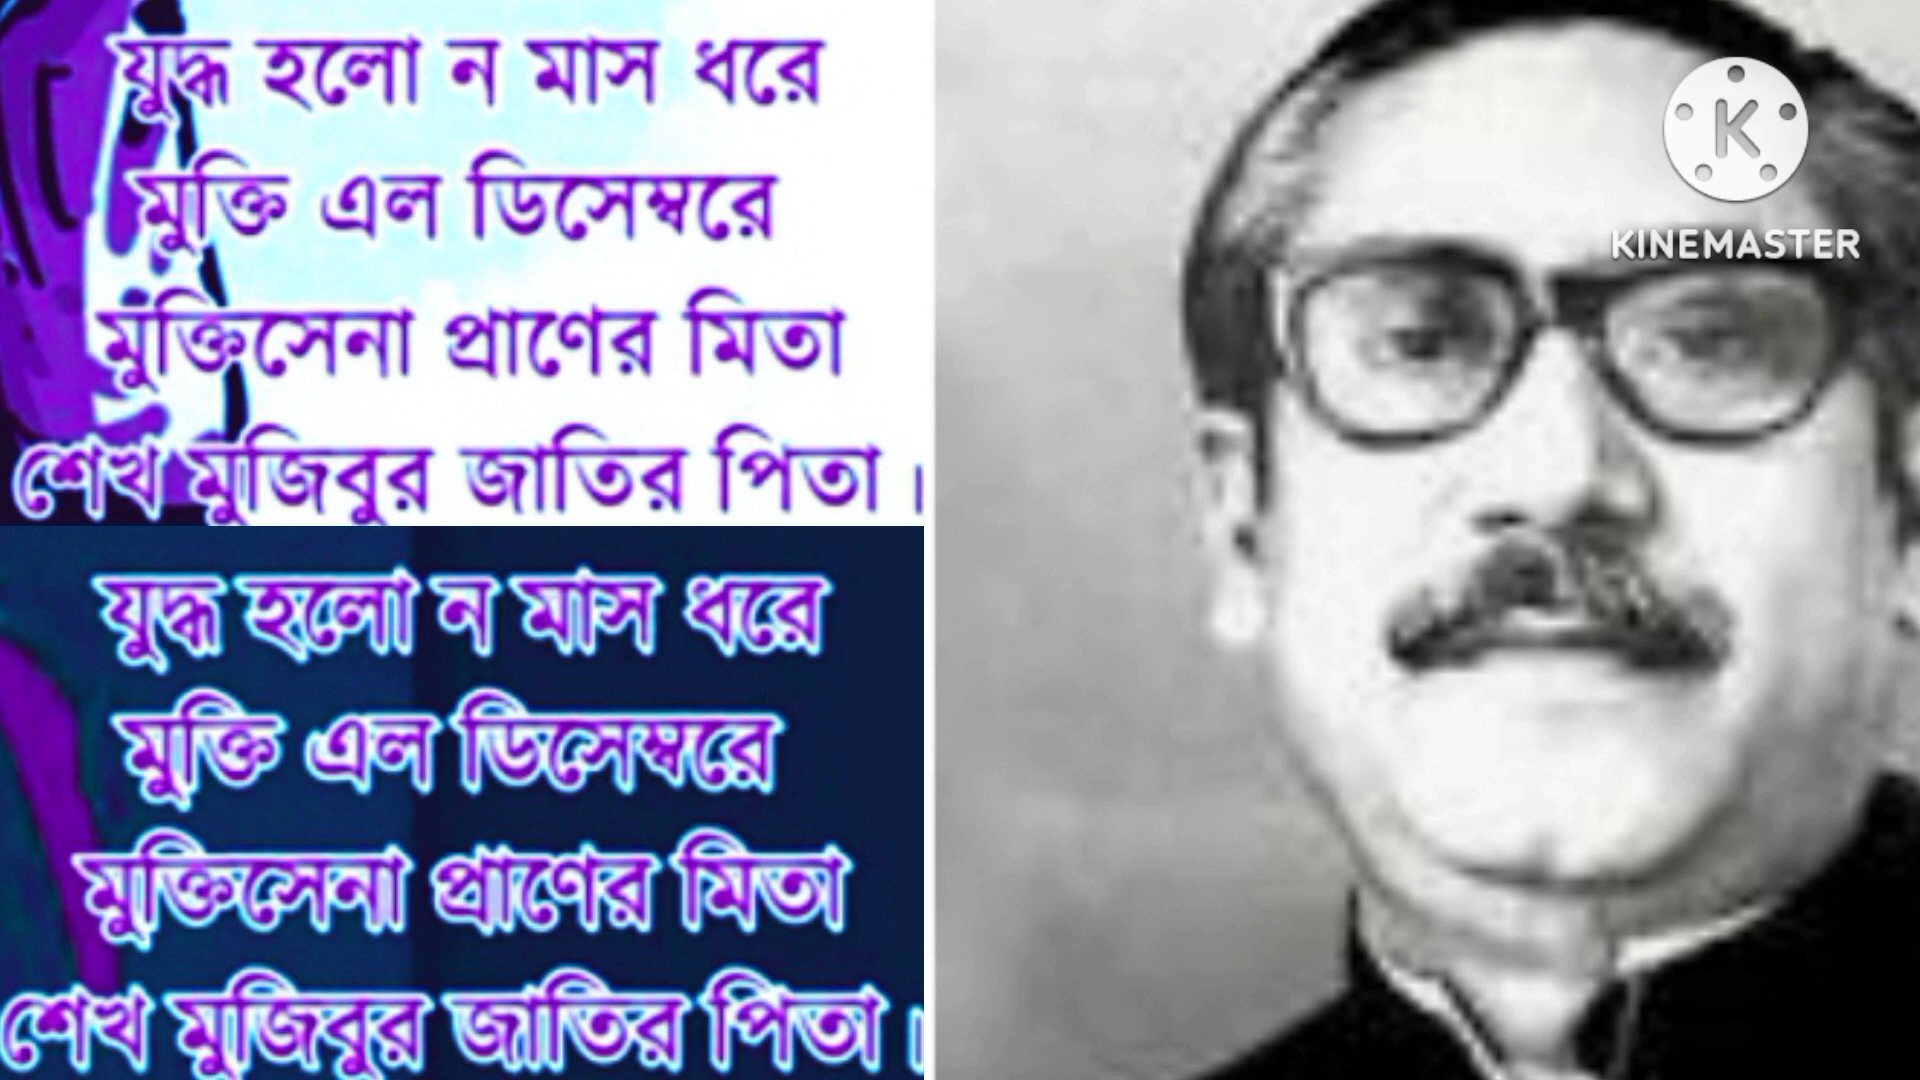 যুদ্ধ হলো ন মাস ধরে
মুক্তি এল ডিসেম্বরে
মুক্তিসেনা প্রাণের মিতা
শেখ মুজিবুর জাতির পিতা।
যুদ্ধ হলো ন মাস ধরে
মুক্তি এল ডিসেম্বরে
মুক্তিসেনা প্রাণের মিতা
শেখ মুজিবুর জাতির পিতা।
K
KINEMASTER